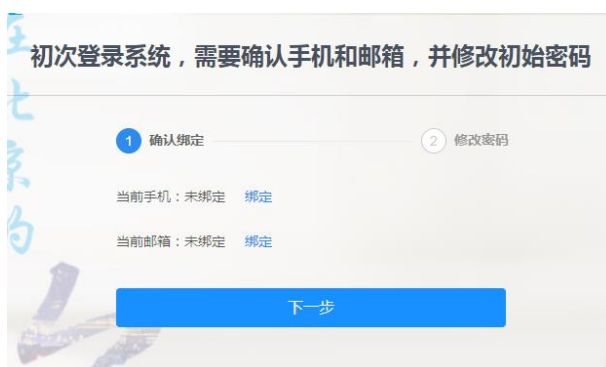 初次登录系统，需要确认手机和邮箱，并修改初始密码
1 确认绑定 2 修改密码
当前手机：未绑定 绑定
当前邮箱：未绑定 绑定
下一步